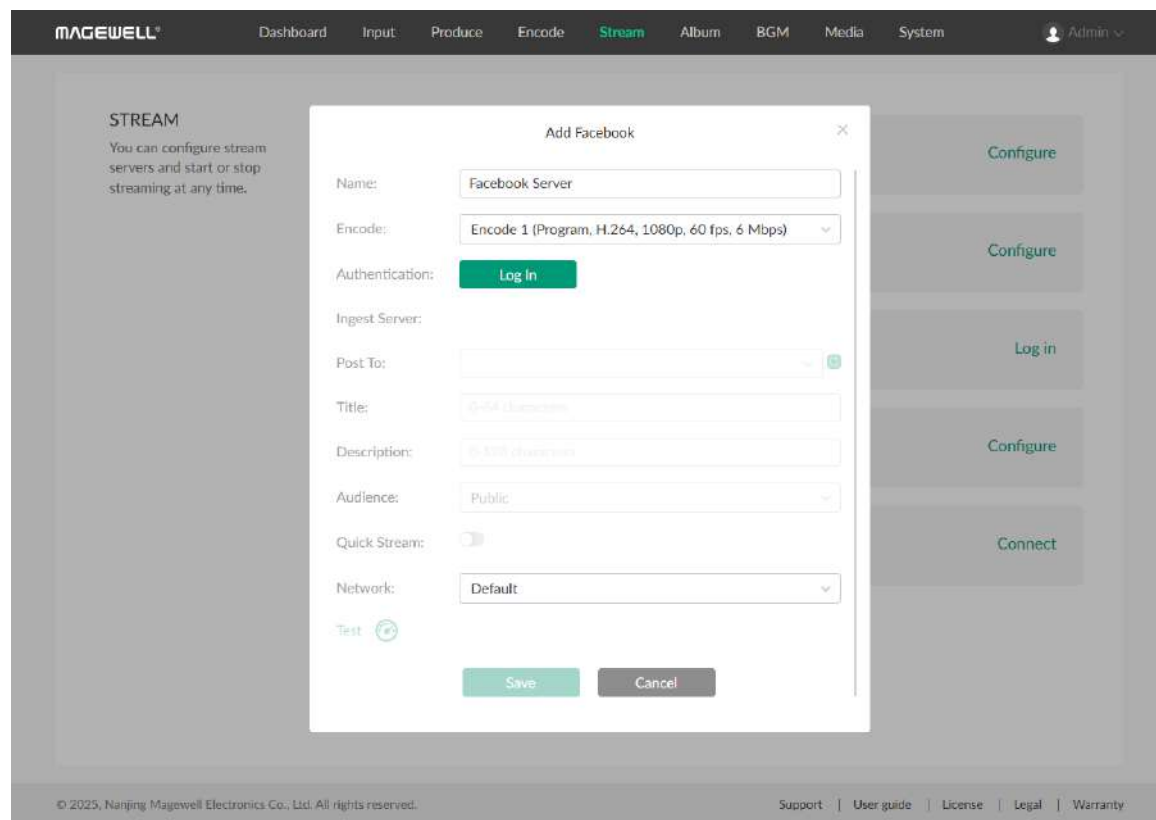 MAGEWELL®
Dashboard Input Produce Encode Stream Album BGM Media System Admin
STREAM
You can configure stream
servers and start or stop
streaming at any time.
Configure
Configure
Log in
Configure
Connect
Add Facebook
Name: Facebook Server
Encode: Encode 1 (Program, H.264, 1080p, 60 fps, 6 Mbps)
Authentication: Log In
Ingest Server:
Post To:
Title: characters
Description: characters
Audience: Public
Quick Stream:
Network: Default
Test
Save Cancel
© 2025, Nanjing Magewell Electronics Co., Ltd. All rights reserved.
Support | User guide | License | Legal | Warranty